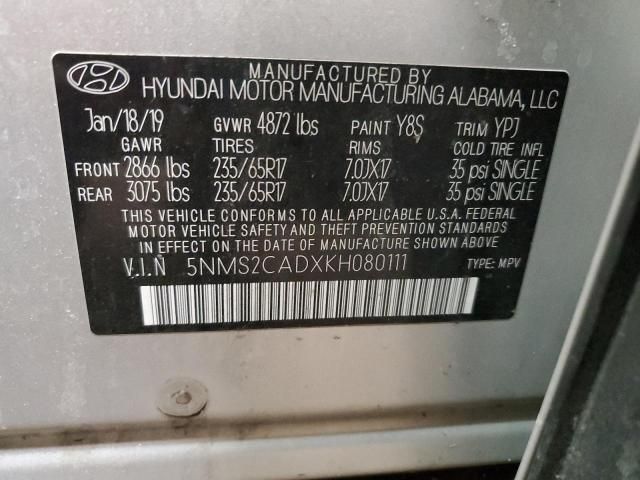 MANUFACTURED BY
HYUNDAI MOTOR MANUFACTURING ALABAMA, LLC
Jan/18/19 GVWR 4872 lbs PAINT Y8S TRIM YPJ
GAWR TIRES RIMS COLD TIRE INFL
FRONT 2866 lbs 235/65R17 7.0JX17 35 psi SINGLE
REAR 3075 lbs 235/65R17 7.0JX17 35 psi SINGLE
THIS VEHICLE CONFORMS TO ALL APPLICABLE U.S.A. FEDERAL
MOTOR VEHICLE SAFETY AND THEFT PREVENTION STANDARDS
IN EFFECT ON THE DATE OF MANUFACTURE SHOWN ABOVE.
V.I.N 5NMS2CADXKH080111 TYPE: MPV